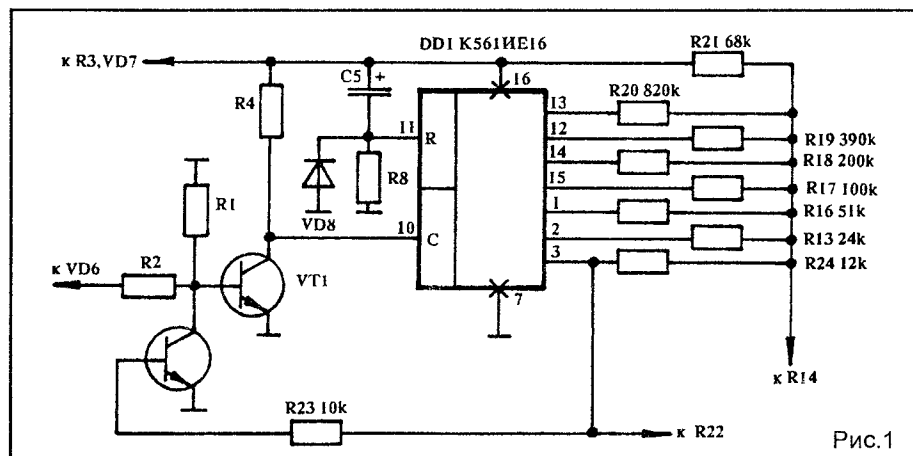 DD1 К561ИЕ16
R21 68k
к R3, VD7
C5 +
16
R20 820k
R4
13
11 R
12
R19 390k
14
R18 200k
R8
15
R17 100k
R1
VD8
1
R16 51k
10 C
2
R13 24k
R2
3
R24 12k
к VD6
VT1
7
к R14
R23 10k
к R22
Рис.1